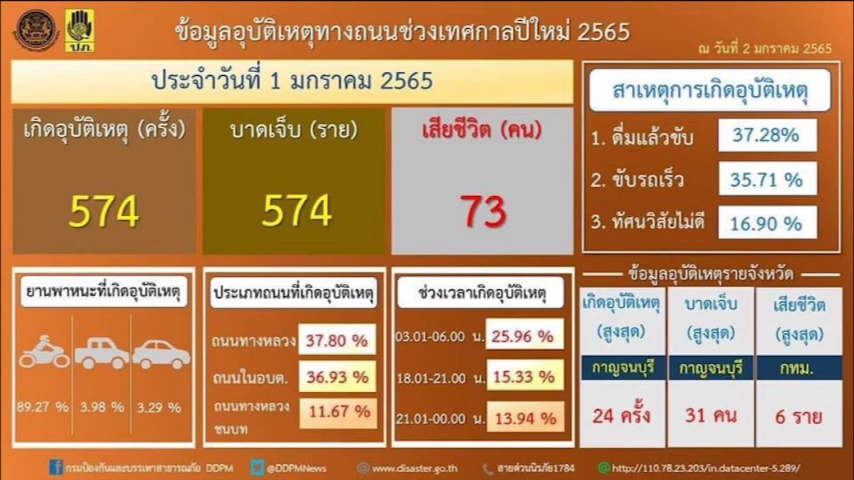 ปภ.
ข้อมูลอุบัติเหตุทางถนนช่วงเทศกาลปีใหม่ 2565
ณ วันที่ 2 มกราคม 2565
ประจำวันที่ 1 มกราคม 2565
เกิดอุบัติเหตุ (ครั้ง)
574
บาดเจ็บ (ราย)
574
เสียชีวิต (คน)
73
สาเหตุการเกิดอุบัติเหตุ
1. ดื่มแล้วขับ 37.28%
2. ขับรถเร็ว 35.71 %
3. ทัศนวิสัยไม่ดี 16.90 %
ยานพาหนะที่เกิดอุบัติเหตุ
89.27 % 3.98 % 3.29 %
ประเภทถนนที่เกิดอุบัติเหตุ
ถนนทางหลวง 37.80 %
ถนนในอบต. 36.93 %
ถนนทางหลวง
ชนบท
11.67 %
ช่วงเวลาเกิดอุบัติเหตุ
03.01-06.00 น. 25.96 %
18.01-21.00 น. 15.33 %
21.01-00.00 น. 13.94 %
ข้อมูลอุบัติเหตุรายจังหวัด
เกิดอุบัติเหตุ
(สูงสุด)
กาญจนบุรี
24 ครั้ง
บาดเจ็บ
(สูงสุด)
กาญจนบุรี
31 คน
เสียชีวิต
(สูงสุด)
กทม.
6 ราย
กรมป้องกันและบรรเทาสาธารณภัย DDPM @DDPMNews www.disaster.go.th สายด่วนนิรภัย1784 http://110.78.23.203/in.datacenter-5.289/